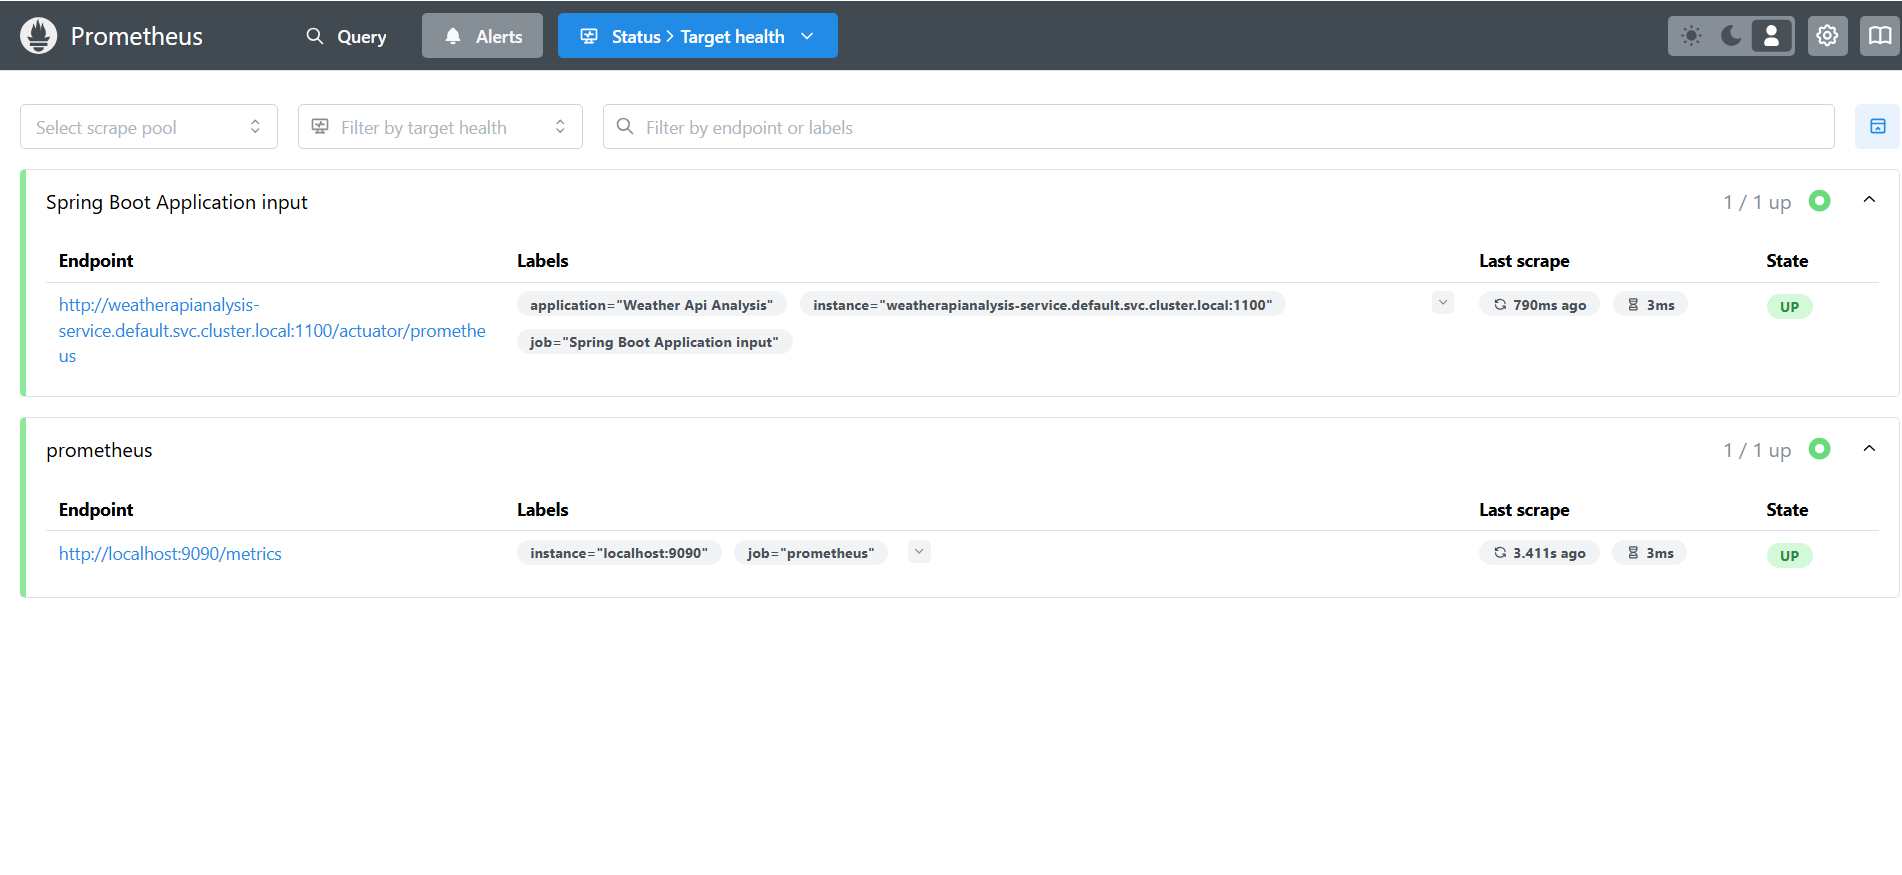 Prometheus
Query
Alerts
Status > Target health
Select scrape pool
Filter by target health
Filter by endpoint or labels
Spring Boot Application input
1 / 1 up
Endpoint
Labels
Last scrape
State
http://weatherapianalysis-
service.default.svc.cluster.local:1100/actuator/promethe
us
application="Weather Api Analysis"
instance="weatherapianalysis-service.default.svc.cluster.local:1100"
job="Spring Boot Application input"
790ms ago
3ms
UP
prometheus
1 / 1 up
Endpoint
Labels
Last scrape
State
http://localhost:9090/metrics
instance="localhost:9090"
job="prometheus"
3.411s ago
3ms
UP